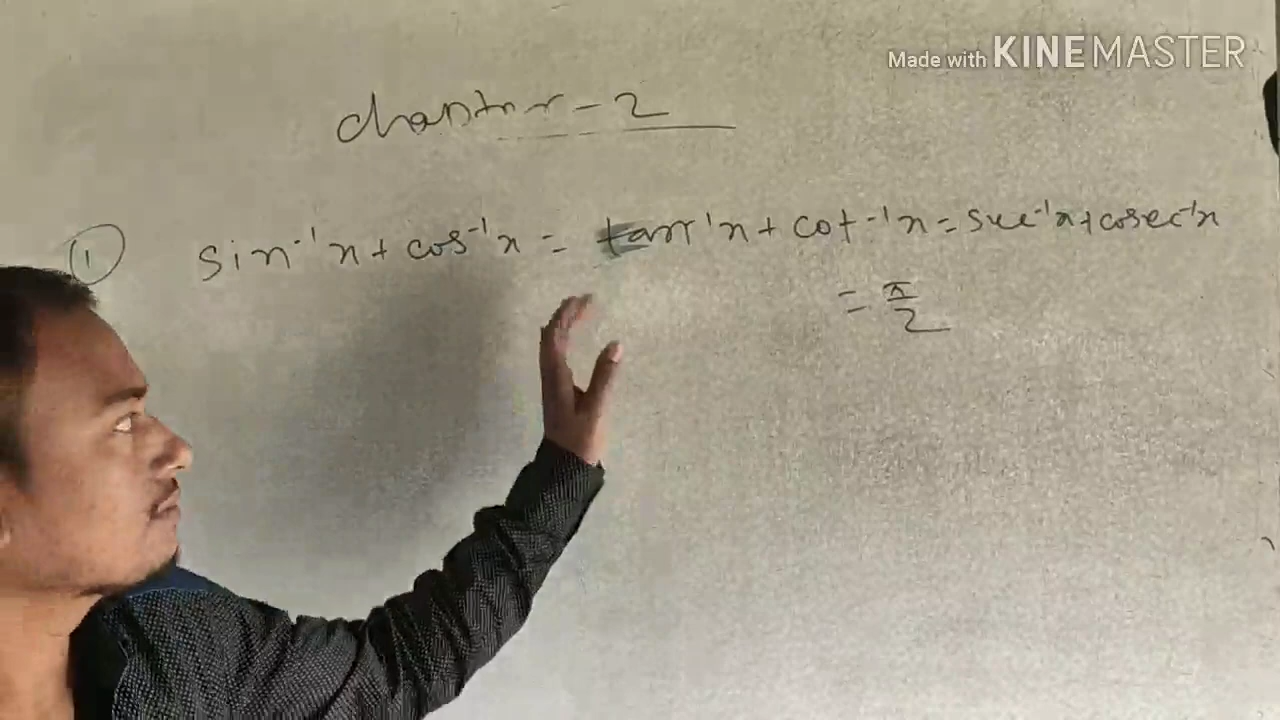 Made with KINEMASTER
chapter - 2
① sin⁻¹x + cos⁻¹x = tan⁻¹x + cot⁻¹x = sec⁻¹x + cosec⁻¹x
= π/2